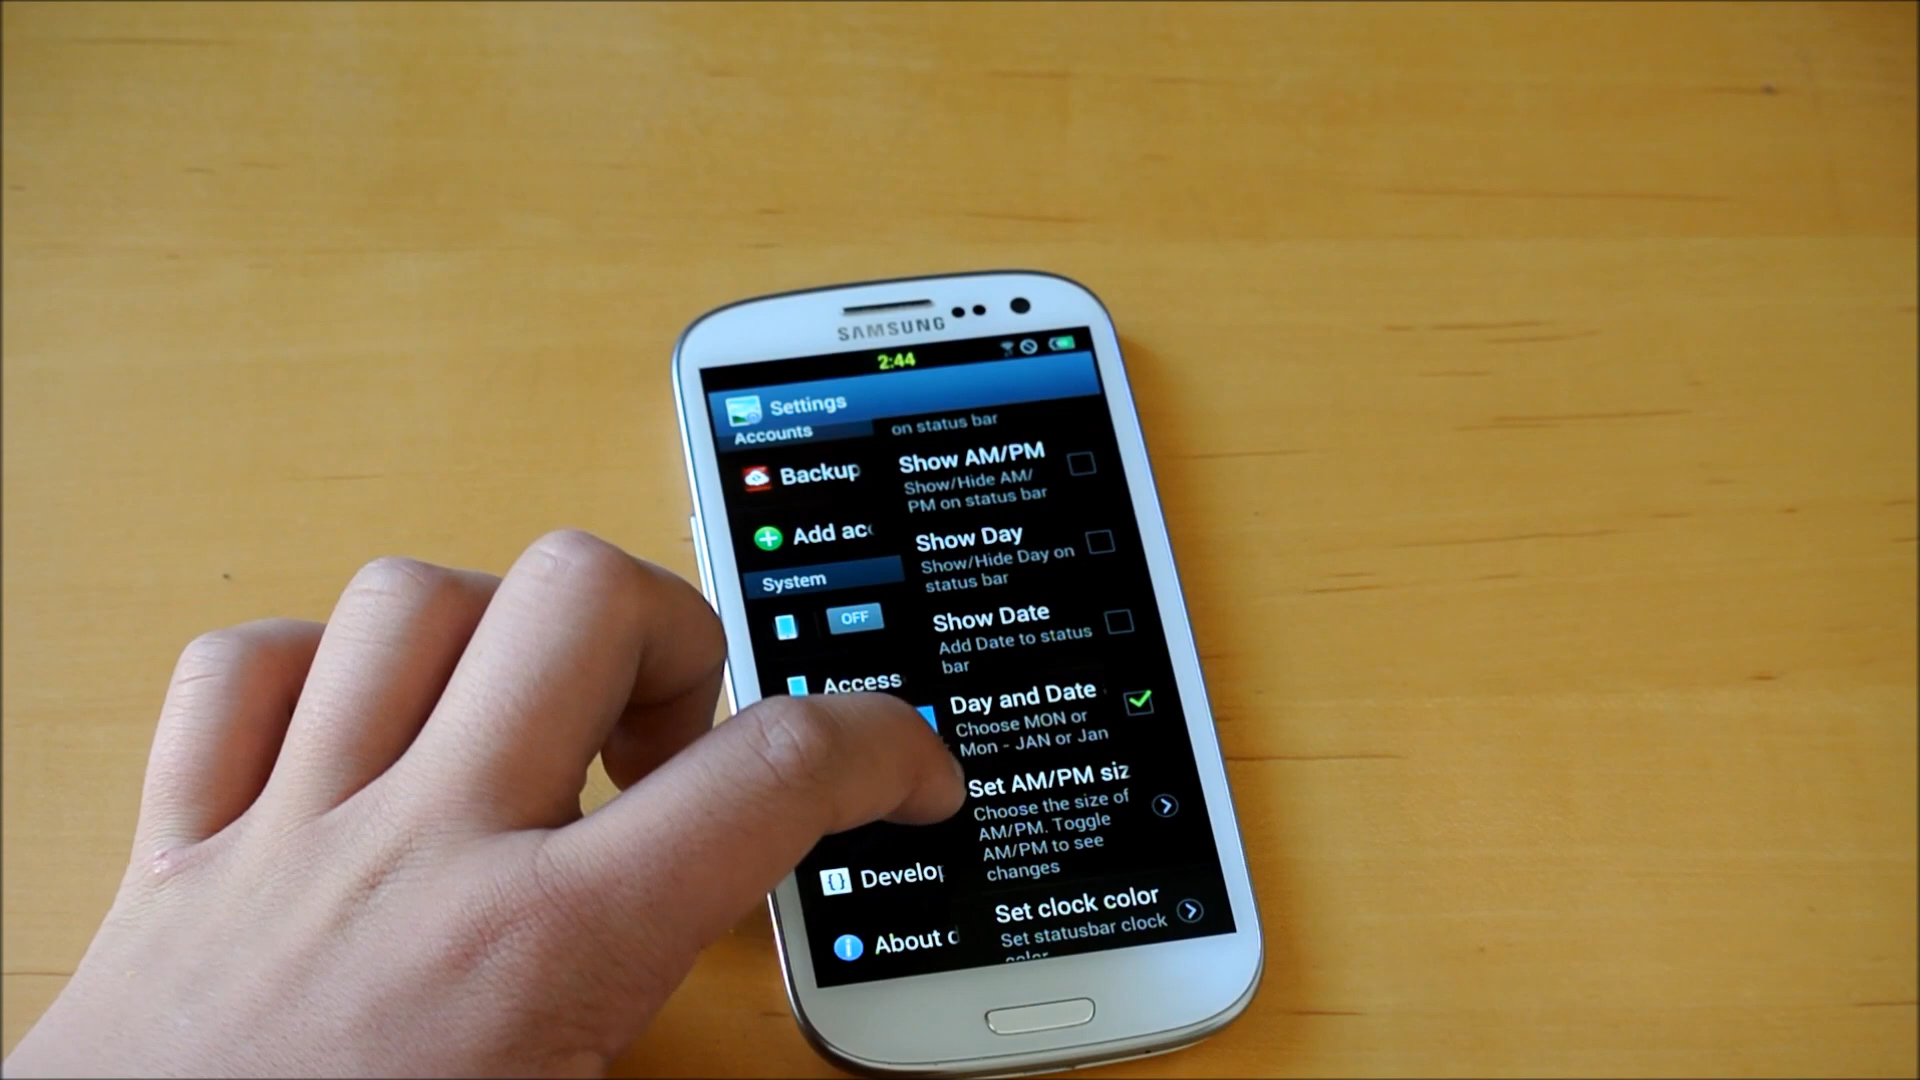 SAMSUNG
2:44
Settings
Accounts
Backup
Add acc
System
OFF
Access
Develop
About d
on status bar
Show AM/PM
Show/Hide AM/
PM on status bar
Show Day
Show/Hide Day on
status bar
Show Date
Add Date to status
bar
Day and Date
Choose MON or
Mon - JAN or Jan
Set AM/PM siz
Choose the size of
AM/PM. Toggle
AM/PM to see
changes
Set clock color
Set statusbar clock
color